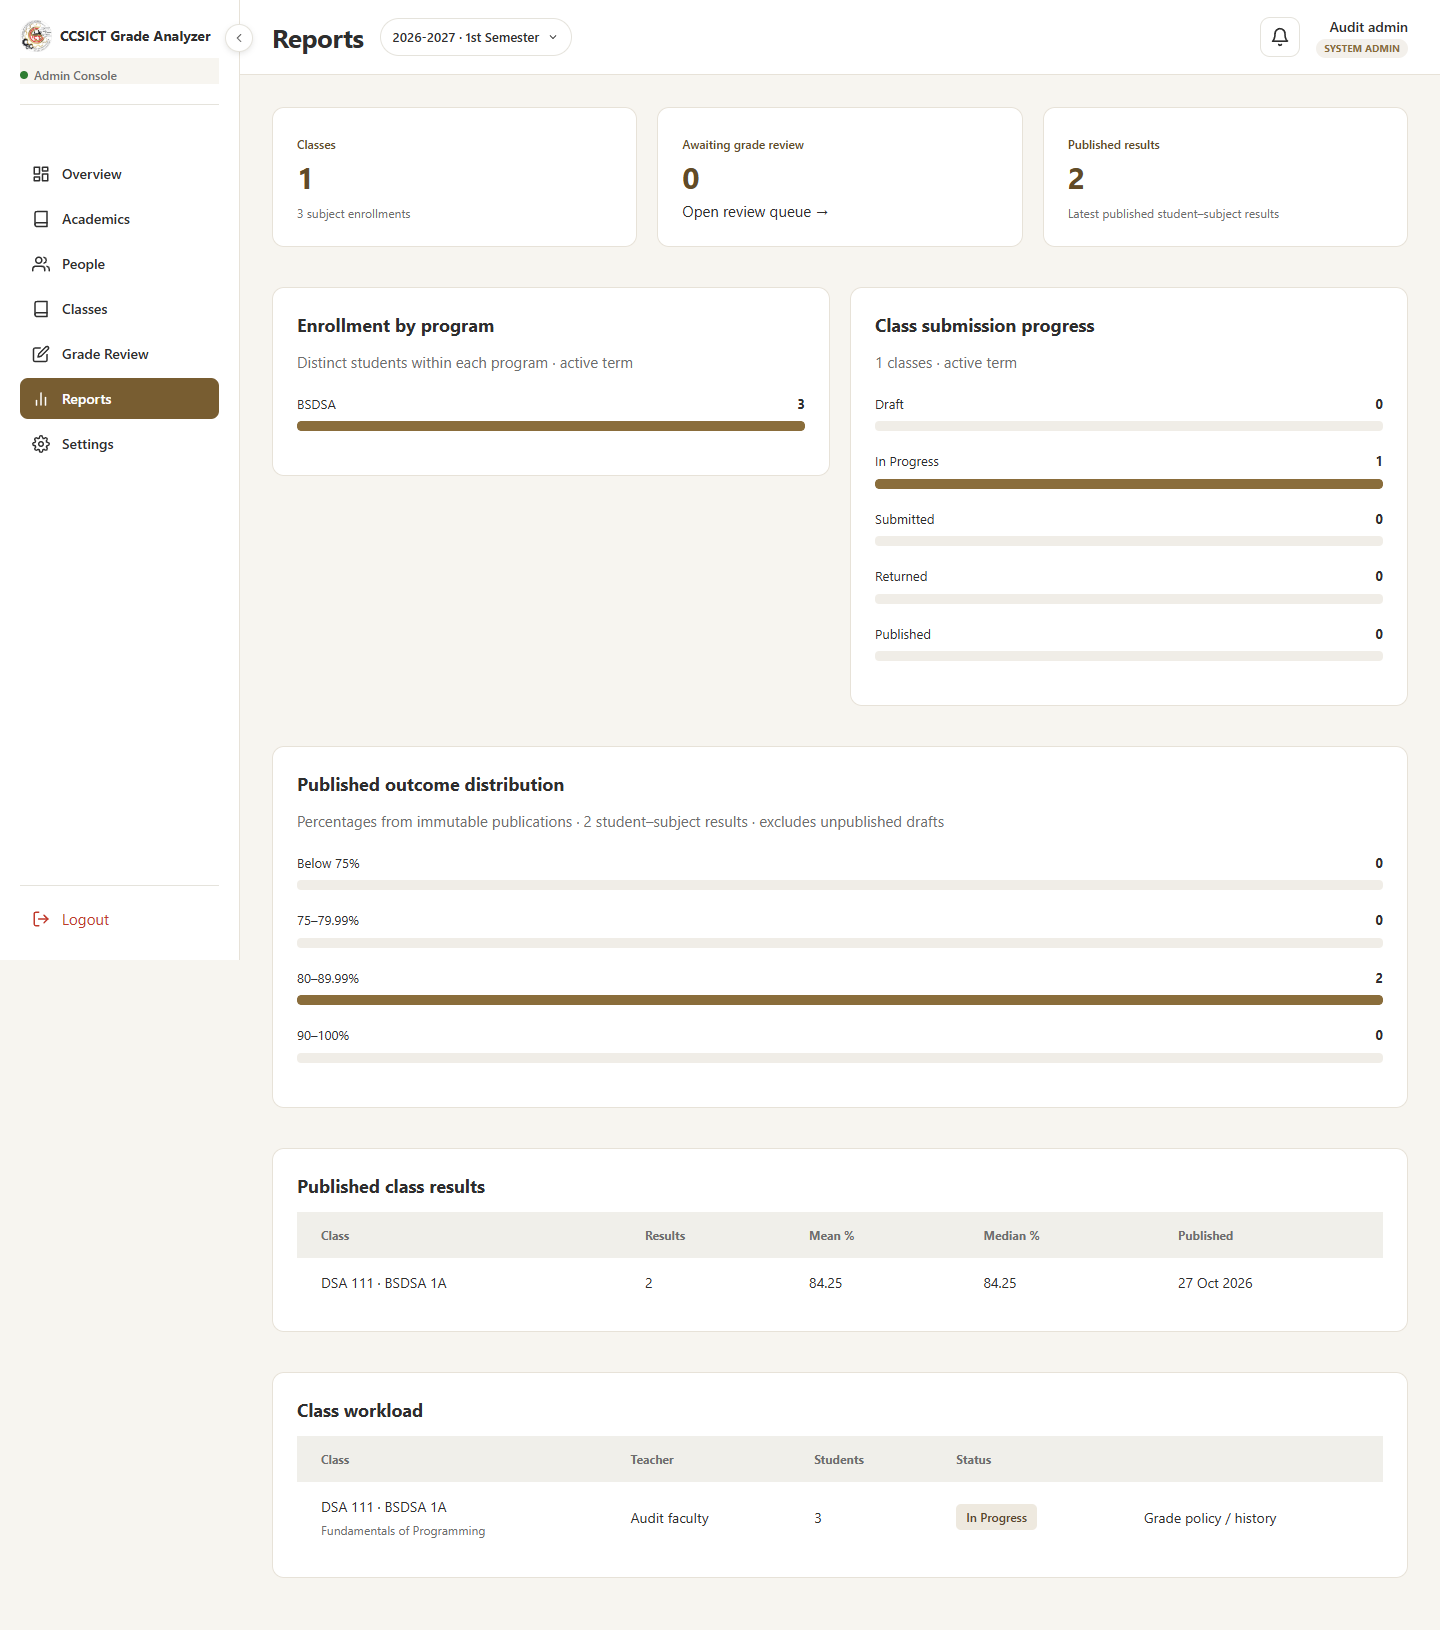 CCSICT Grade Analyzer
Admin Console
Overview
Academics
People
Classes
Grade Review
Reports
Settings
Logout
Reports
2026-2027 · 1st Semester
Audit admin
SYSTEM ADMIN
Classes
1
3 subject enrollments
Awaiting grade review
0
Open review queue →
Published results
2
Latest published student–subject results
Enrollment by program
Distinct students within each program · active term
BSDSA 3
Class submission progress
1 classes · active term
Draft 0
In Progress 1
Submitted 0
Returned 0
Published 0
Published outcome distribution
Percentages from immutable publications · 2 student–subject results · excludes unpublished drafts
Below 75% 0
75–79.99% 0
80–89.99% 2
90–100% 0
Published class results
Class Results Mean % Median % Published
DSA 111 · BSDSA 1A 2 84.25 84.25 27 Oct 2026
Class workload
Class Teacher Students Status
DSA 111 · BSDSA 1A
Fundamentals of Programming
Audit faculty 3 In Progress Grade policy / history